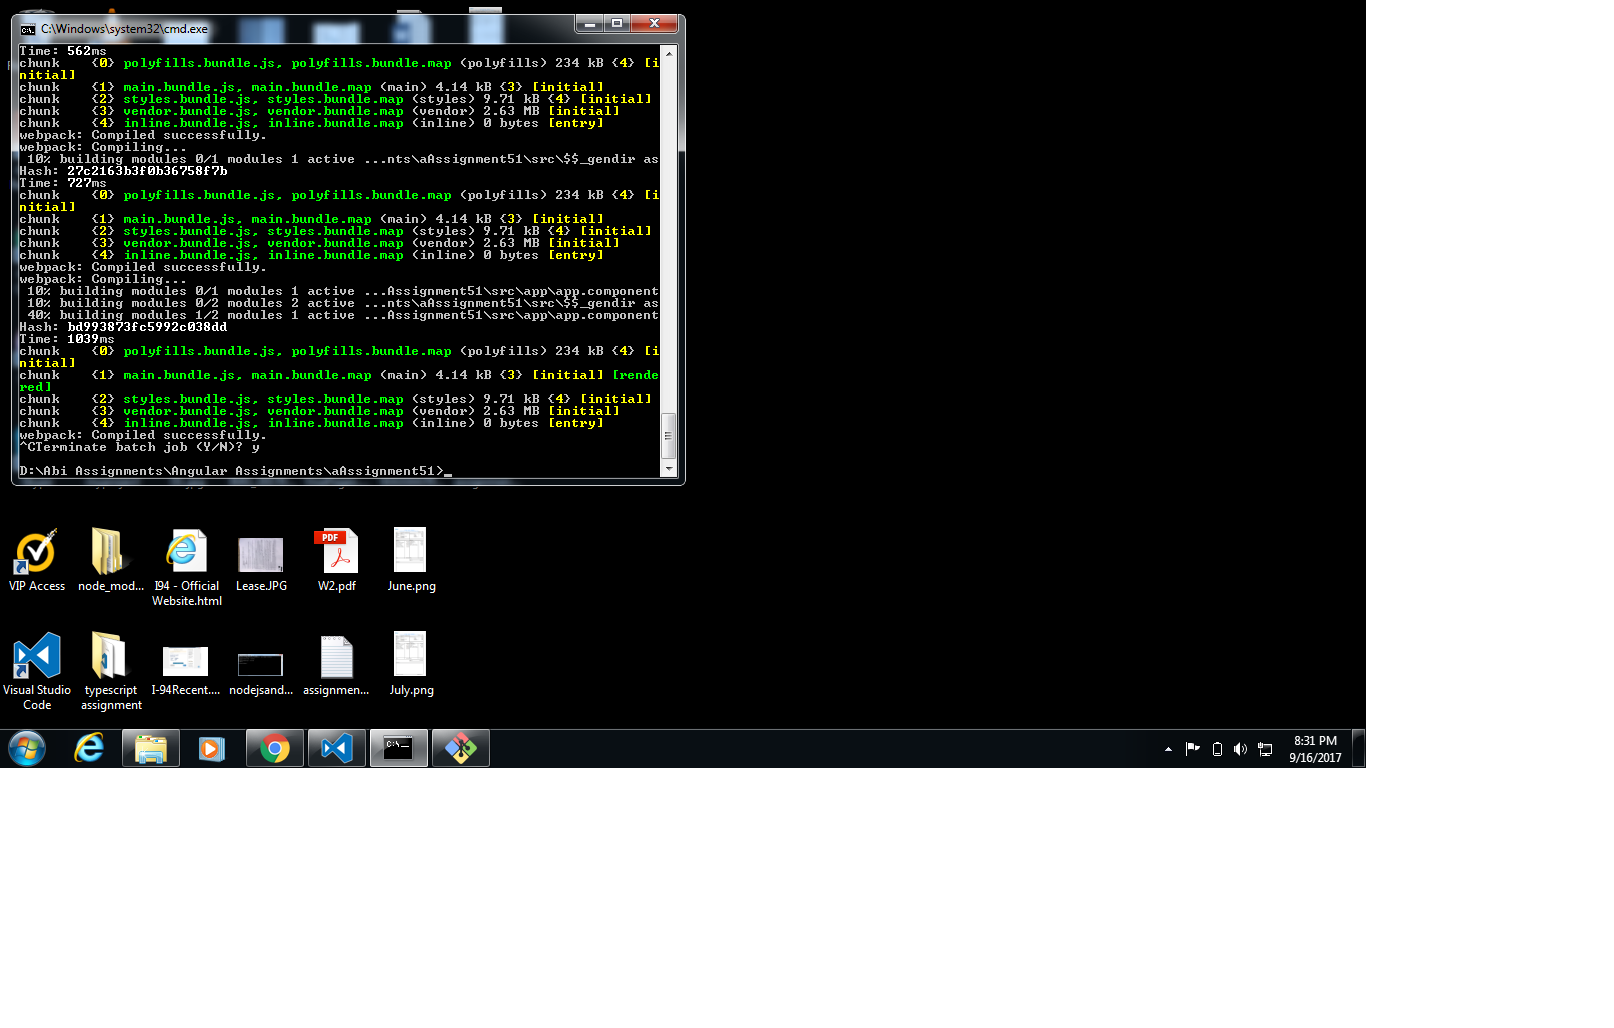 C:\Windows\system32\cmd.exe
Time: 562ms
chunk    {0} polyfills.bundle.js, polyfills.bundle.map (polyfills) 234 kB {4} [i
nitial]
chunk    {1} main.bundle.js, main.bundle.map (main) 4.14 kB {3} [initial]
chunk    {2} styles.bundle.js, styles.bundle.map (styles) 9.71 kB {4} [initial]
chunk    {3} vendor.bundle.js, vendor.bundle.map (vendor) 2.63 MB [initial]
chunk    {4} inline.bundle.js, inline.bundle.map (inline) 0 bytes [entry]
webpack: Compiled successfully.
webpack: Compiling...
 10% building modules 0/1 modules 1 active ...nts\aAssignment51\src\$$_gendir as
Hash: 27c2163b3f0b36758f7b
Time: 727ms
chunk    {0} polyfills.bundle.js, polyfills.bundle.map (polyfills) 234 kB {4} [i
nitial]
chunk    {1} main.bundle.js, main.bundle.map (main) 4.14 kB {3} [initial]
chunk    {2} styles.bundle.js, styles.bundle.map (styles) 9.71 kB {4} [initial]
chunk    {3} vendor.bundle.js, vendor.bundle.map (vendor) 2.63 MB [initial]
chunk    {4} inline.bundle.js, inline.bundle.map (inline) 0 bytes [entry]
webpack: Compiled successfully.
webpack: Compiling...
 10% building modules 0/1 modules 1 active ...Assignment51\src\app\app.component
 10% building modules 0/2 modules 2 active ...nts\aAssignment51\src\$$_gendir as
 40% building modules 1/2 modules 1 active ...Assignment51\src\app\app.component
Hash: bd993873fc5992c038dd
Time: 1039ms
chunk    {0} polyfills.bundle.js, polyfills.bundle.map (polyfills) 234 kB {4} [i
nitial]
chunk    {1} main.bundle.js, main.bundle.map (main) 4.14 kB {3} [initial] [rende
red]
chunk    {2} styles.bundle.js, styles.bundle.map (styles) 9.71 kB {4} [initial]
chunk    {3} vendor.bundle.js, vendor.bundle.map (vendor) 2.63 MB [initial]
chunk    {4} inline.bundle.js, inline.bundle.map (inline) 0 bytes [entry]
webpack: Compiled successfully.
^CTerminate batch job (Y/N)? y
D:\Abi Assignments\Angular Assignments\aAssignment51>_
PDF
VIP Access
node_mod...
I94 - Official
Website.html
Lease.JPG
W2.pdf
June.png
Visual Studio
Code
typescript
assignment
I-94Recent....
nodejsand...
assignmen...
July.png
C:\_
8:31 PM
9/16/2017